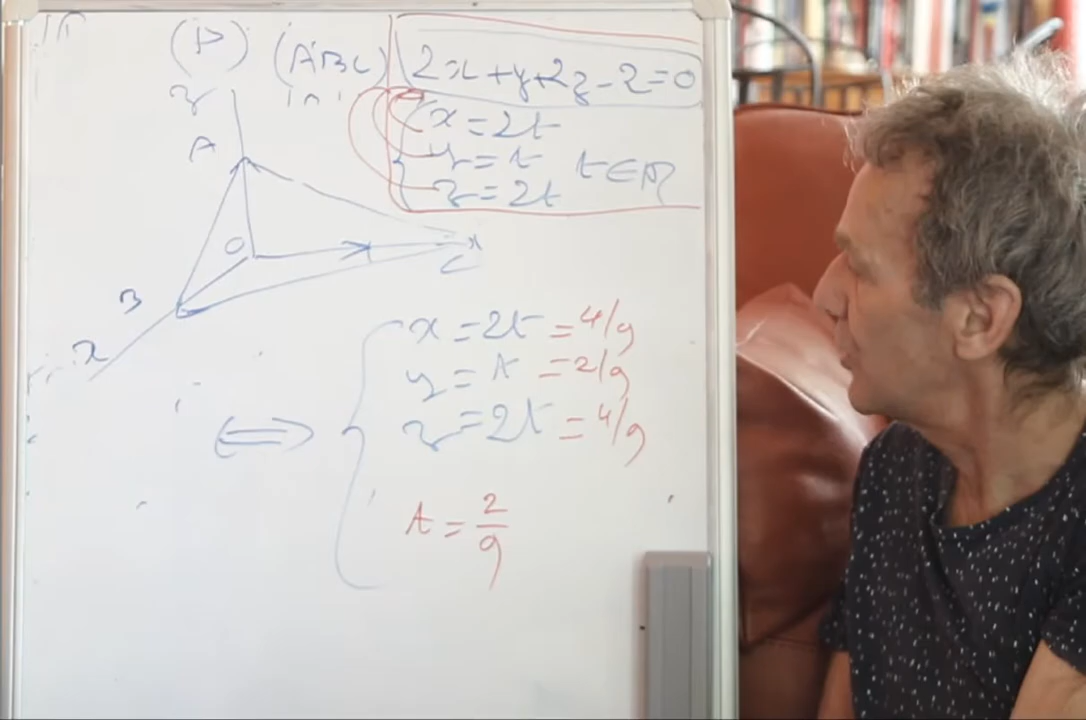 (P) (ABC) 2x+y+2z-2=0
z
x=2t
A y=t t∈ℝ
z=2t
O
C
B
x
x=2t=4/9
y=t=2/9
⟺ z=2t=4/9
t=2/9